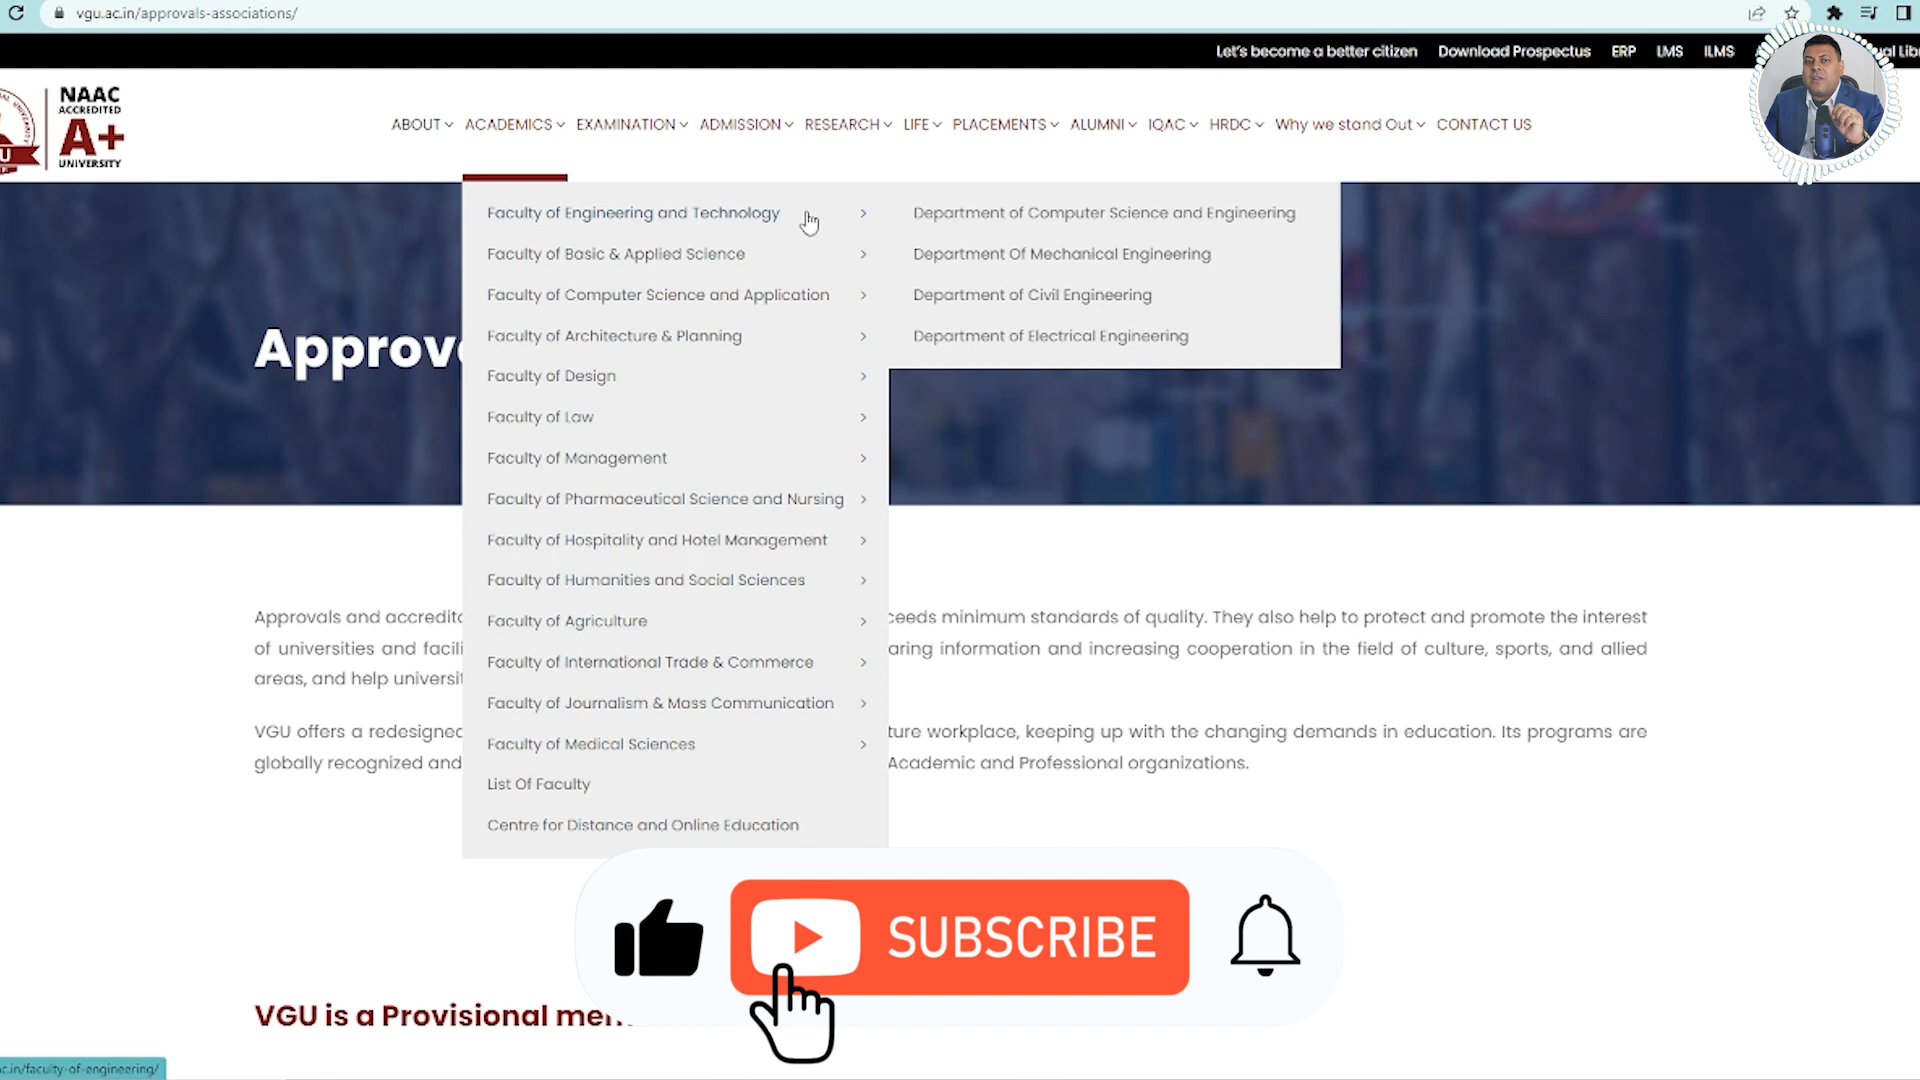 vgu.ac.in/approvals-associations/
Let's become a better citizen Download Prospectus ERP LMS ILMS
NAAC
ACCREDITED
A+
UNIVERSITY
ABOUT ACADEMICS EXAMINATION ADMISSION RESEARCH LIFE PLACEMENTS ALUMNI IQAC HRDC Why we stand Out CONTACT US
Faculty of Engineering and Technology
Faculty of Basic & Applied Science
Faculty of Computer Science and Application
Faculty of Architecture & Planning
Faculty of Design
Faculty of Law
Faculty of Management
Faculty of Pharmaceutical Science and Nursing
Faculty of Hospitality and Hotel Management
Faculty of Humanities and Social Sciences
Faculty of Agriculture
Faculty of International Trade & Commerce
Faculty of Journalism & Mass Communication
Faculty of Medical Sciences
List Of Faculty
Centre for Distance and Online Education
Department of Computer Science and Engineering
Department Of Mechanical Engineering
Department of Civil Engineering
Department of Electrical Engineering
Approv
Approvals and accredit ceeds minimum standards of quality. They also help to protect and promote the interest
of universities and facili aring information and increasing cooperation in the field of culture, sports, and allied
areas, and help universi
VGU offers a redesigned ture workplace, keeping up with the changing demands in education. Its programs are
globally recognized and Academic and Professional organizations.
SUBSCRIBE
VGU is a Provisional mem
c.in/faculty-of-engineering/